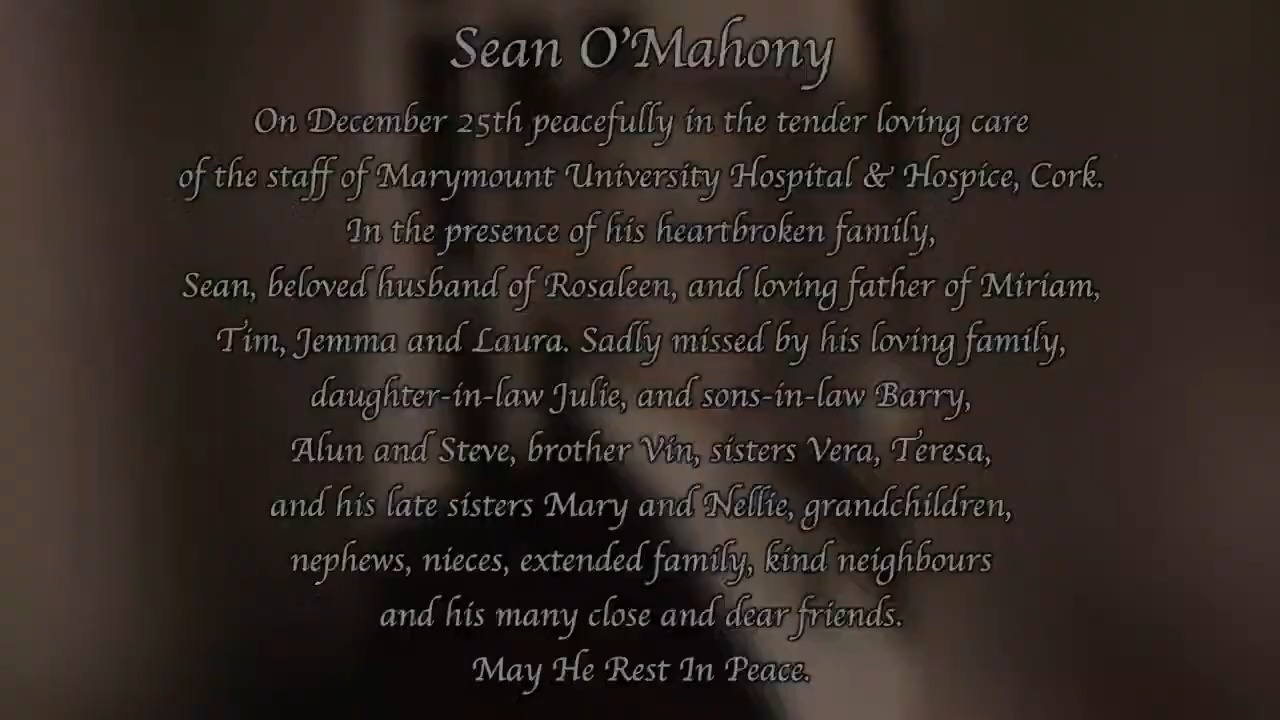 Sean O'Mahony
On December 25th peacefully in the tender loving care
of the staff of Marymount University Hospital & Hospice, Cork.
In the presence of his heartbroken family,
Sean, beloved husband of Rosaleen, and loving father of Miriam,
Tim, Jemma and Laura. Sadly missed by his loving family,
daughter-in-law Julie, and sons-in-law Barry,
Alun and Steve, brother Vin, sisters Vera, Teresa,
and his late sisters Mary and Nellie, grandchildren,
nephews, nieces, extended family, kind neighbours
and his many close and dear friends.
May He Rest In Peace.